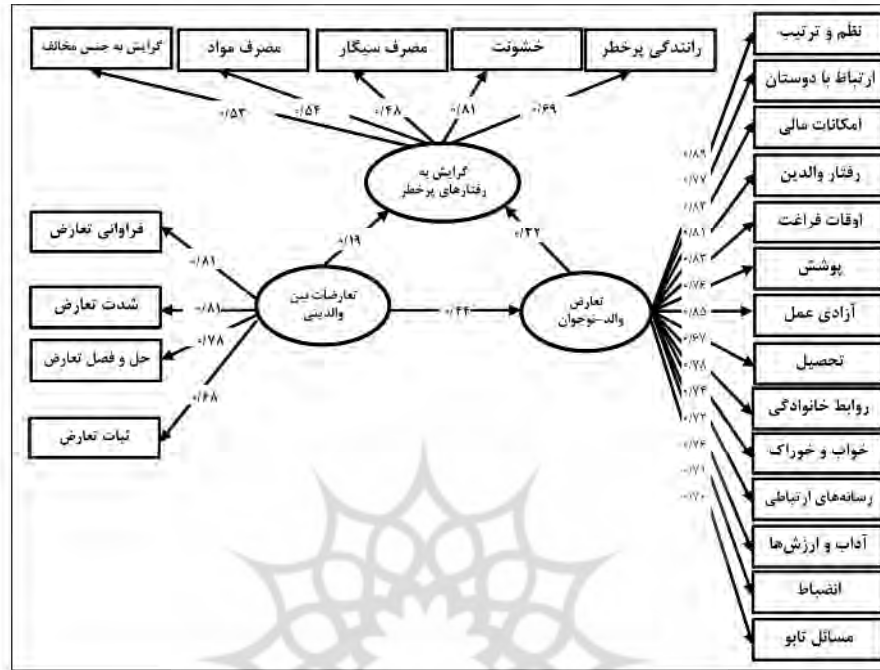 رانندگی پرخطر
خشونت
مصرف سیگار
مصرف مواد
گرایش به جنس مخالف
۰/۶۹
۰/۸۱
۰/۴۸
۰/۵۴
۰/۵۳
گرایش به
رفتارهای پرخطر
۰/۳۲
۰/۱۹
تعارض
والد-نوجوان
۰/۴۴
تعارضات بین
والدینی
نظم و ترتیب
ارتباط با دوستان
امکانات مالی
رفتار والدین
اوقات فراغت
پوشش
آزادی عمل
تحصیل
روابط خانوادگی
خواب و خوراک
رسانه‌های ارتباطی
آداب و ارزش‌ها
انضباط
مسائل تابو
۰/۸۹
۰/۷۷
۰/۸۱
۰/۸۳
۰/۷۶
۰/۸۵
۰/۶۷
۰/۷۸
۰/۷۴
۰/۷۶
۰/۷۱
۰/۷۰
فراوانی تعارض
شدت تعارض
حل و فصل تعارض
ثبات تعارض
۰/۸۱
۰/۸۱
۰/۷۸
۰/۶۸